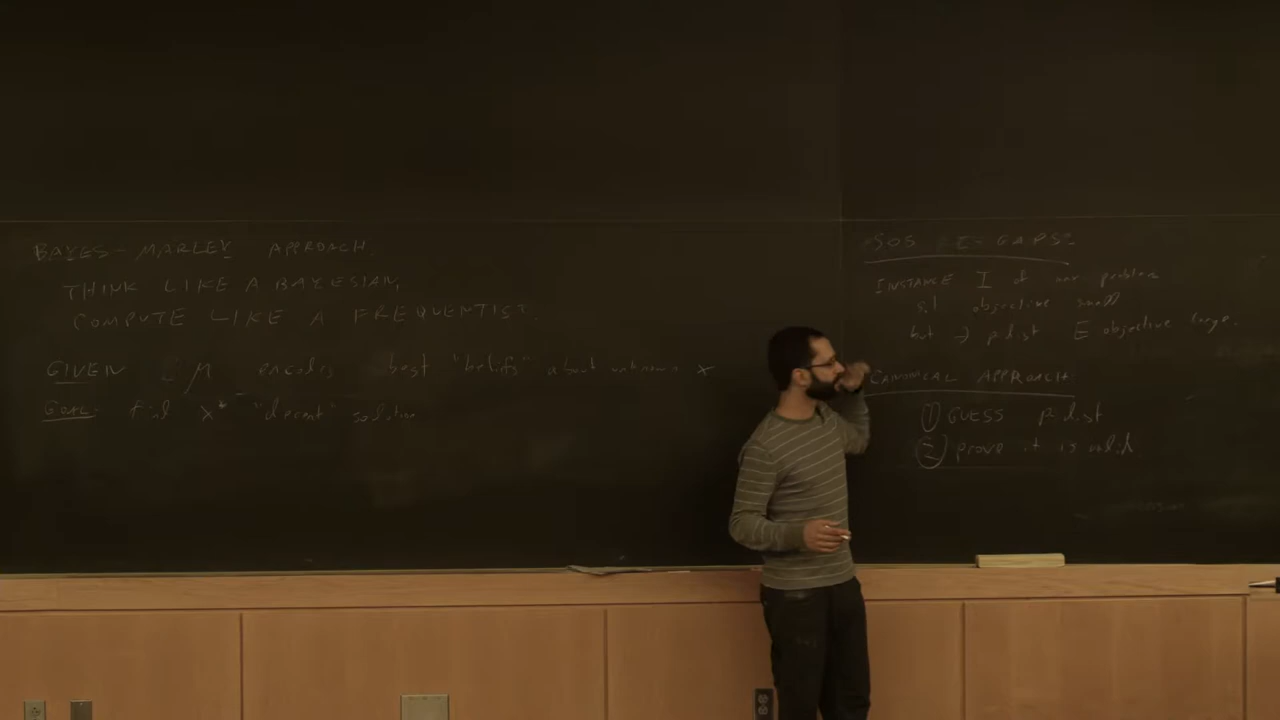 BAYES-MARLEY APPROACH.
THINK LIKE A BAYESIAN,
COMPUTE LIKE A FREQUENTIST.
GIVEN μ encodes best "beliefs" about unknown x
GOAL: find x* - "decent" solution
SOS GAPS:
INSTANCE I of our problem
s.t objective small
but ∃ p dist E objective large.
CANONICAL APPROACH
① GUESS p dist
② prove it is valid